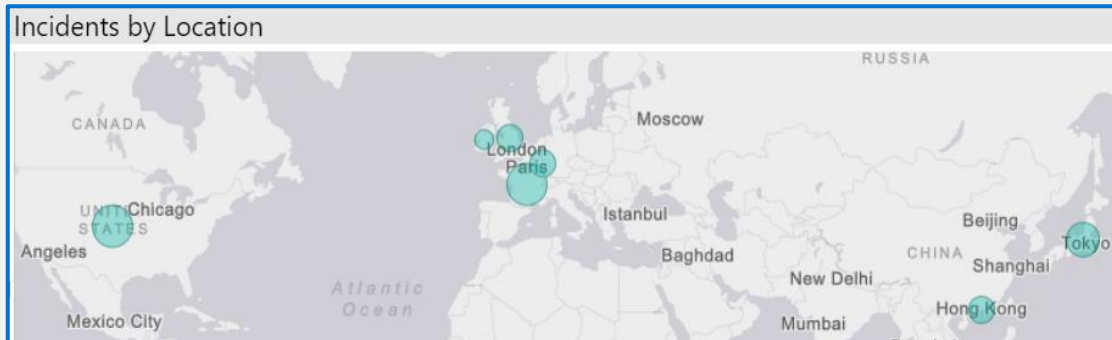 Incidents by Location
RUSSIA
CANADA
Moscow
London
Paris
UNITED
STATES
Chicago
Istanbul
Beijing
Tokyo
Angeles
Baghdad
CHINA
Shanghai
New Delhi
Atlantic
Ocean
Hong Kong
Mexico City
Mumbai